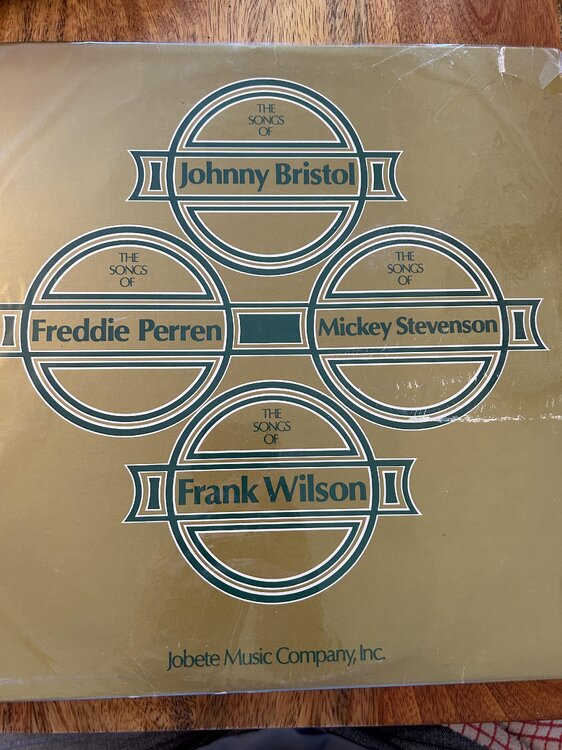 THE
SONGS
OF
Johnny Bristol
THE
SONGS
OF
Freddie Perren
THE
SONGS
OF
Mickey Stevenson
THE
SONGS
OF
Frank Wilson
Jobete Music Company, Inc.